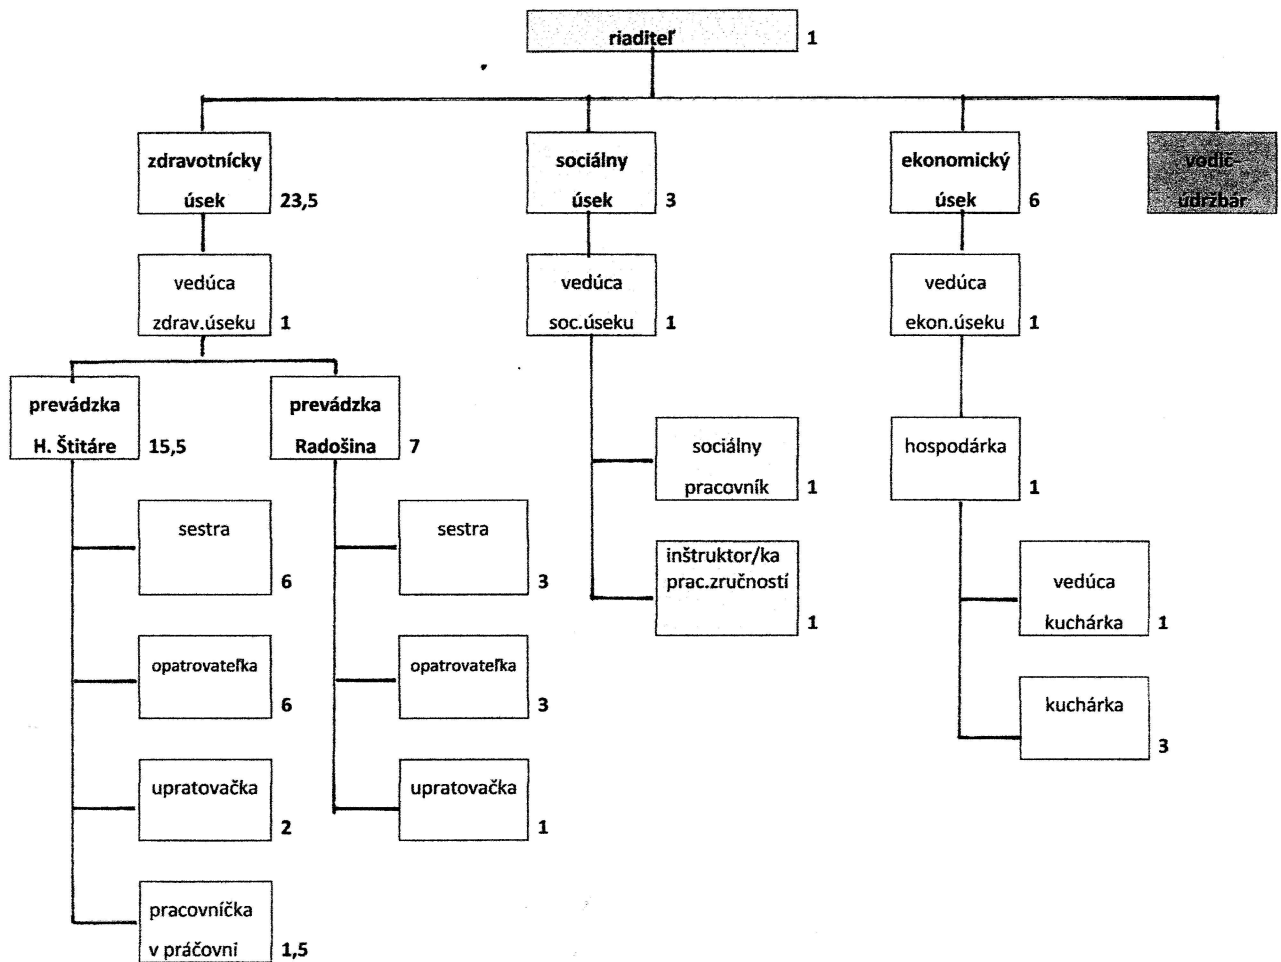 riaditeľ 1
zdravotnícky
úsek 23,5
sociálny
úsek 3
ekonomický
úsek 6
vodič-
údržbár
vedúca
zdrav.úseku 1
vedúca
soc.úseku 1
vedúca
ekon.úseku 1
prevádzka
H. Štitáre 15,5
prevádzka
Radošina 7
sestra
6
opatrovateľka
6
upratovačka
2
pracovníčka
v práčovni 1,5
sestra
3
opatrovateľka
3
upratovačka
1
sociálny
pracovník 1
inštruktor/ka
prac.zručností
1
hospodárka
1
vedúca
kuchárka 1
kuchárka
3